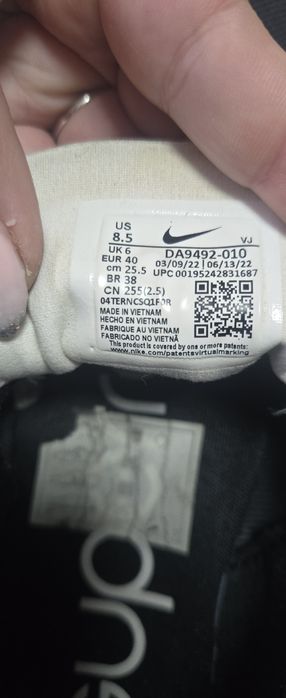 US
8.5
VJ
UK 6
DA9492-010
EUR 40
03/09/22 | 06/13/22
cm 25.5
UPC 00195242831687
BR 38
CN 255(2.5)
MADE IN VIETNAM
HECHO EN VIETNAM
FABRIQUE AU VIETNAM
FABRICADO NO VIETNÃ
This product is covered by one or more patents:
www.nike.com/patentsvirtualmarking